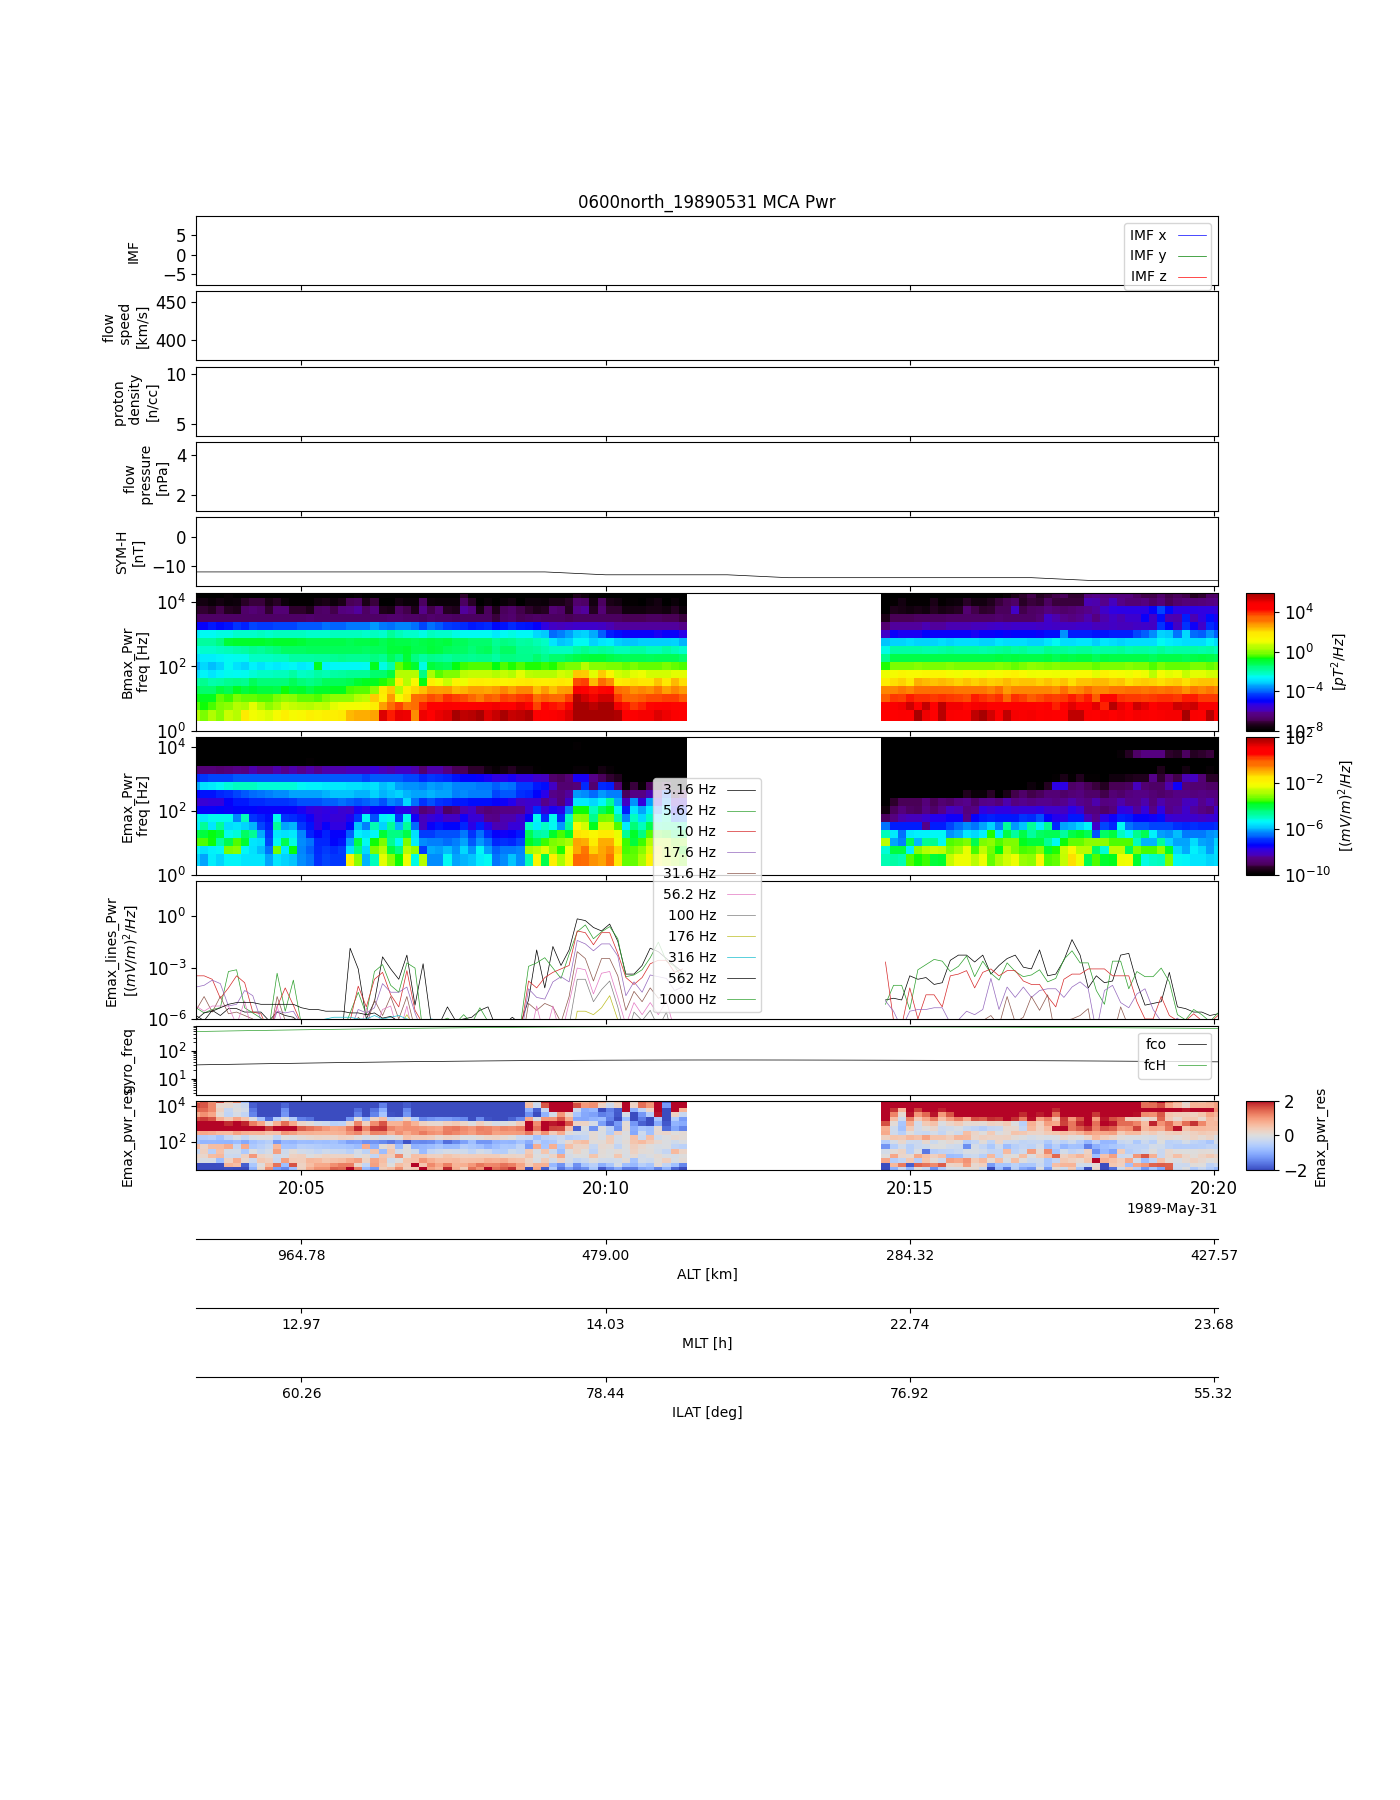 0600north_19890531 MCA Pwr
IMF
5
0
−5
IMF x
IMF y
IMF z
flow
speed
[km/s]
450
400
proton
density
[n/cc]
10
5
flow
pressure
[nPa]
4
2
SYM-H
[nT]
0
−10
Bmax_Pwr
freq [Hz]
10^4
10^2
10^0
10^4
10^0
10^−4
10^−8
[pT^2/Hz]
Emax_Pwr
freq [Hz]
10^4
10^2
10^0
10^2
10^−2
10^−6
10^−10
[(mV/m)^2/Hz]
3.16 Hz
5.62 Hz
10 Hz
17.6 Hz
31.6 Hz
56.2 Hz
100 Hz
176 Hz
316 Hz
562 Hz
1000 Hz
Emax_lines_Pwr
[(mV/m)^2/Hz]
10^0
10^−3
10^−6
gyro_freq
10^2
10^1
fco
fcH
Emax_pwr_res
10^4
10^2
2
0
−2
Emax_pwr_res
20:05 20:10 20:15 20:20
1989-May-31
964.78 479.00 284.32 427.57
ALT [km]
12.97 14.03 22.74 23.68
MLT [h]
60.26 78.44 76.92 55.32
ILAT [deg]